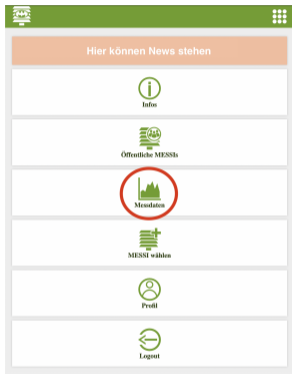 Hier können News stehen
Infos
Öffentliche MESSIs
Messdaten
MESSI wählen
Profil
Logout